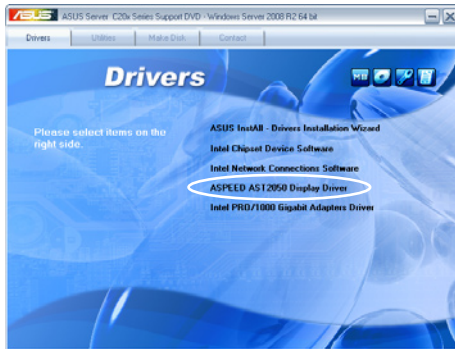 ASUS ASUS Server C20x Series Support DVD - Windows Server 2008 R2 64 bit
Drivers Utilities Make Disk Contact
Drivers
MB
Please select items on the
right side.
ASUS InstAll - Drivers Installation Wizard
Intel Chipset Device Software
Intel Network Connections Software
ASPEED AST2050 Display Driver
Intel PRO/1000 Gigabit Adapters Driver